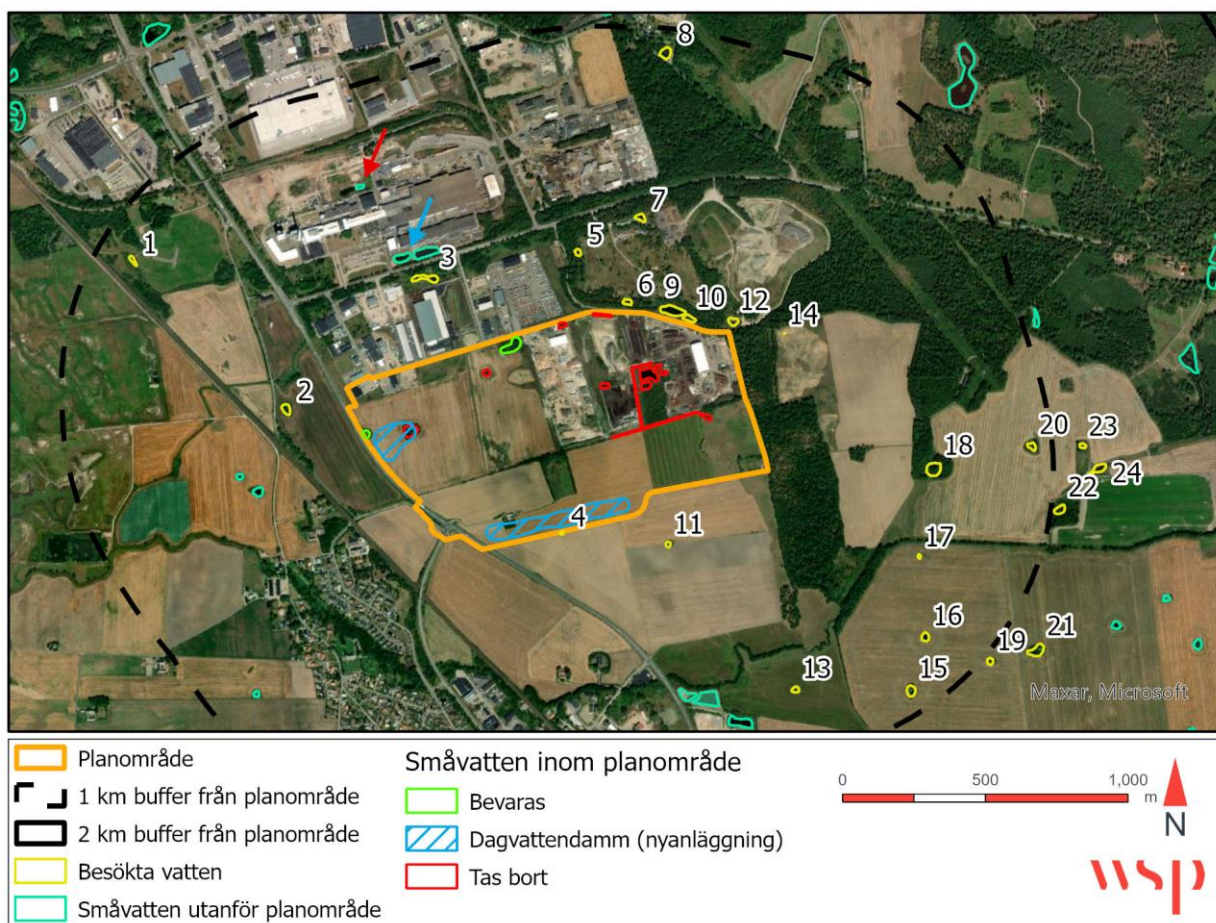 8
7
1
5
3
6
9
10
12
14
2
20
23
18
24
22
4
11
17
16
21
19
13
15
Maxar, Microsoft
Planområde
1 km buffer från planområde
2 km buffer från planområde
Besökta vatten
Småvatten utanför planområde
Småvatten inom planområde
Bevaras
Dagvattendamm (nyanläggning)
Tas bort
0 500 1,000
m
N
wsp